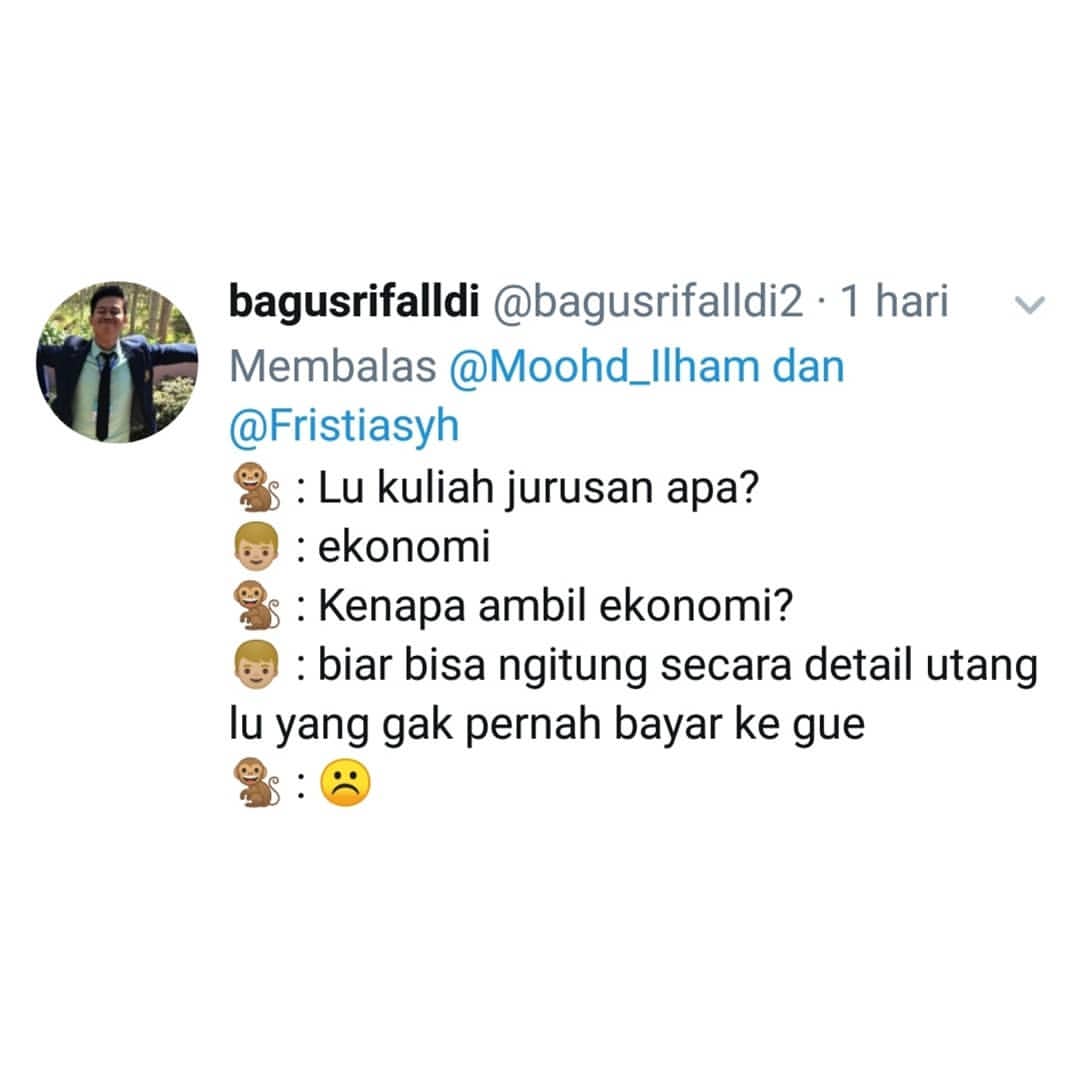 bagusrifalldi @bagusrifalldi2 · 1 hari
Membalas @Moohd_Ilham dan
@Fristiasyh
🐒 : Lu kuliah jurusan apa?
👦🏼 : ekonomi
🐒 : Kenapa ambil ekonomi?
👦🏼 : biar bisa ngitung secara detail utang
lu yang gak pernah bayar ke gue
🐒 : ☹️